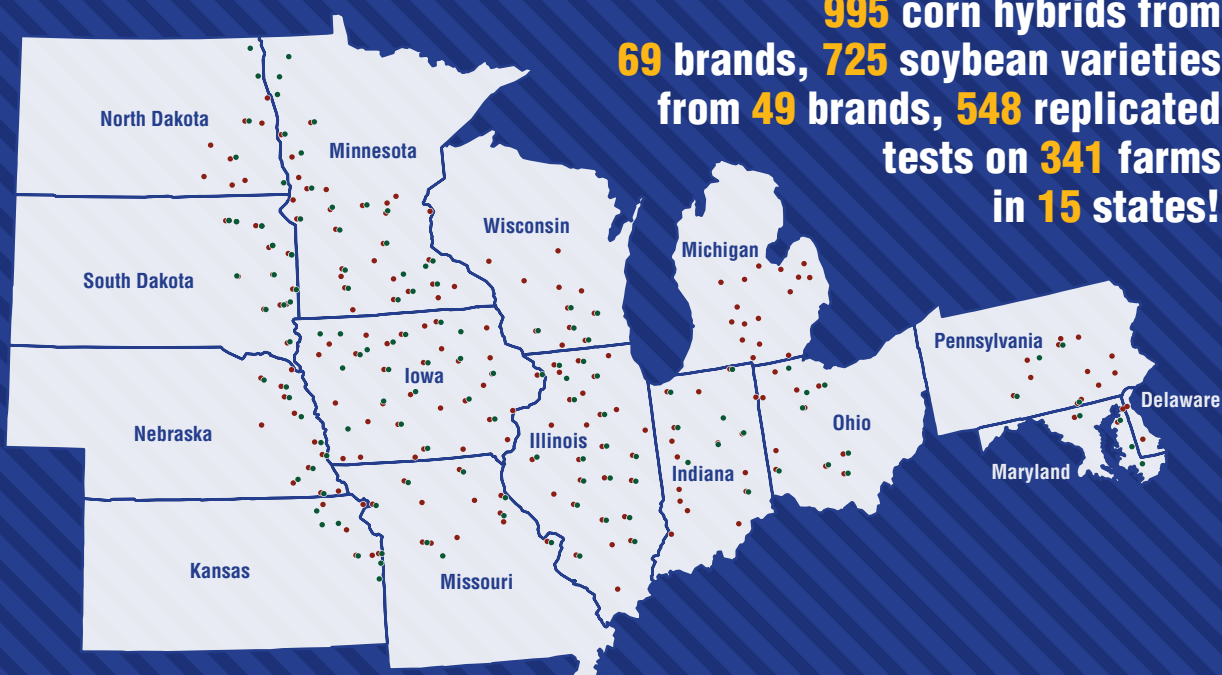 995 corn hybrids from
69 brands, 725 soybean varieties
from 49 brands, 548 replicated
tests on 341 farms
in 15 states!
North Dakota
Minnesota
Wisconsin
Michigan
South Dakota
Pennsylvania
Iowa
Delaware
Nebraska
Illinois
Ohio
Indiana
Maryland
Kansas
Missouri